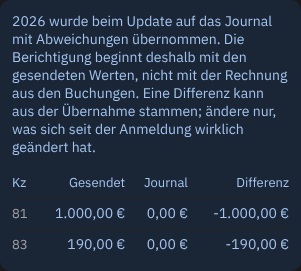 2026 wurde beim Update auf das Journal
mit Abweichungen übernommen. Die
Berichtigung beginnt deshalb mit den
gesendeten Werten, nicht mit der Rechnung
aus den Buchungen. Eine Differenz kann
aus der Übernahme stammen; ändere nur,
was sich seit der Anmeldung wirklich
geändert hat.
Kz Gesendet Journal Differenz
81 1.000,00 € 0,00 € -1.000,00 €
83 190,00 € 0,00 € -190,00 €